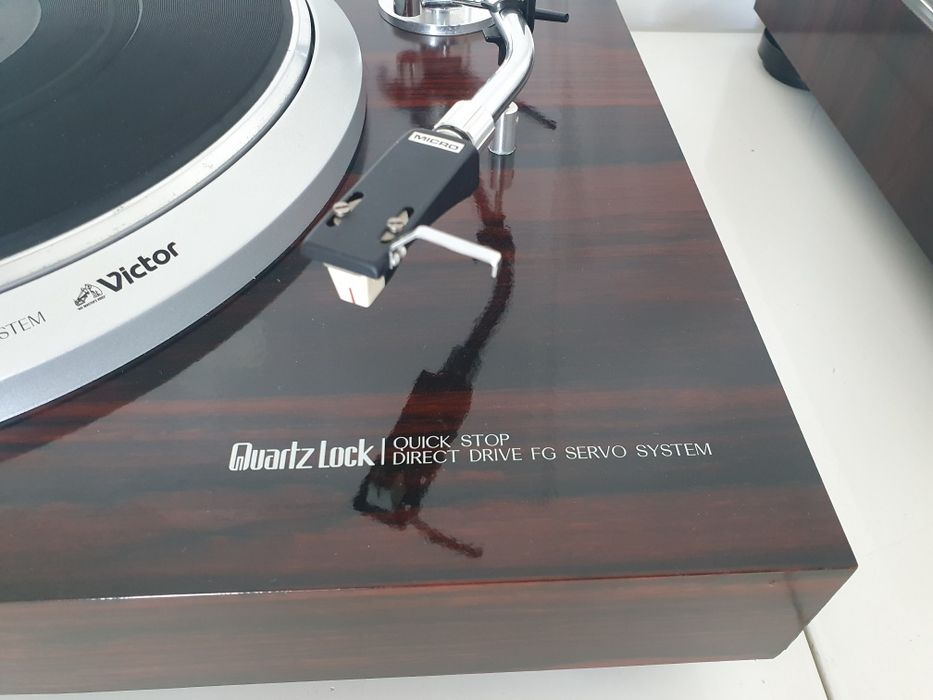 MICRO
Victor
STEM
Quartz Lock
QUICK STOP
DIRECT DRIVE FG SERVO SYSTEM